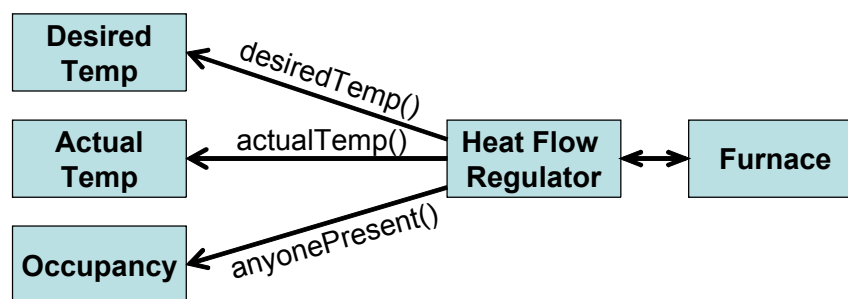 Desired
Temp
desiredTemp()
Actual
Temp
actualTemp()
Heat Flow
Regulator
Furnace
Occupancy
anyonePresent()